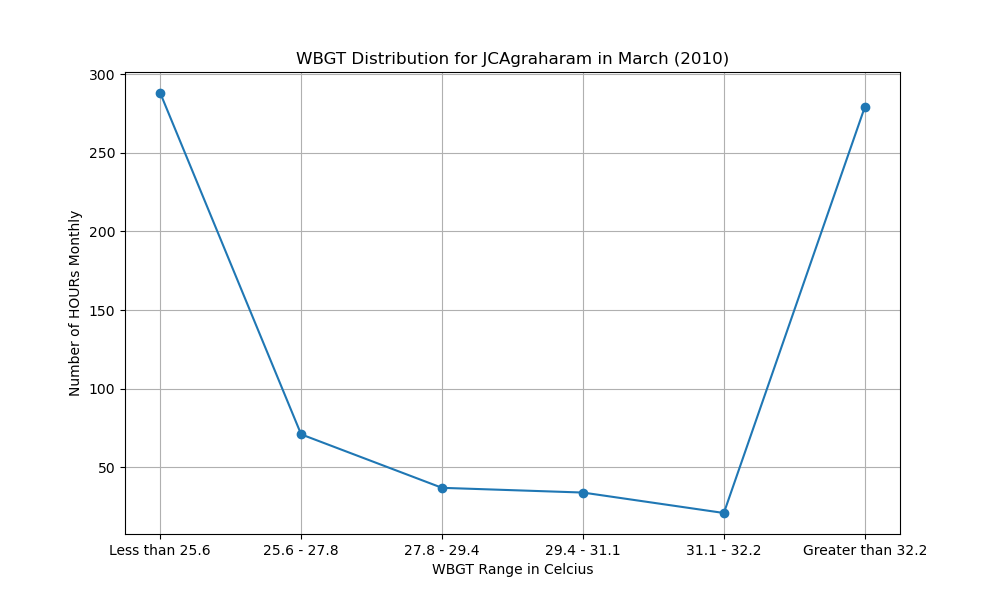 WBGT Distribution for JCAgraharam in March (2010)
300
250
200
150
100
50
Number of HOURs Monthly
Less than 25.6 25.6 - 27.8 27.8 - 29.4 29.4 - 31.1 31.1 - 32.2 Greater than 32.2
WBGT Range in Celcius